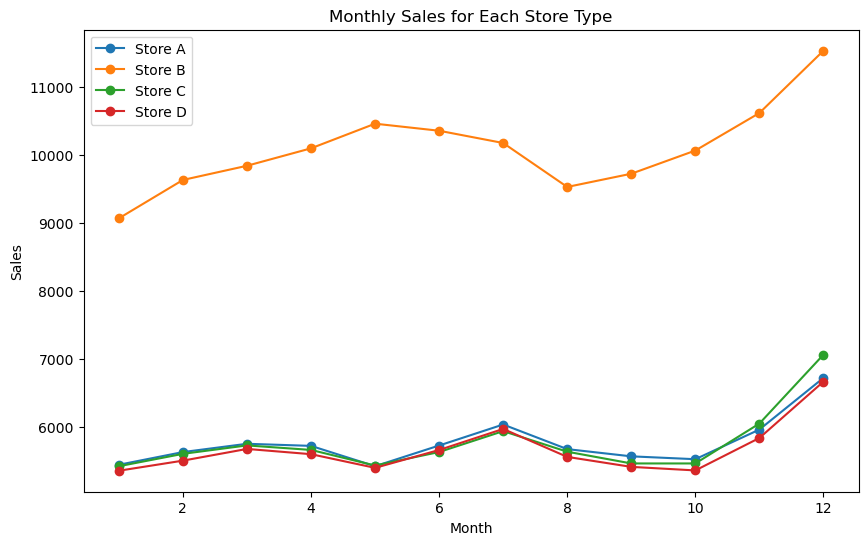 Monthly Sales for Each Store Type
Store A
Store B
Store C
Store D
11000
10000
9000
8000
7000
6000
Sales
2 4 6 8 10 12
Month